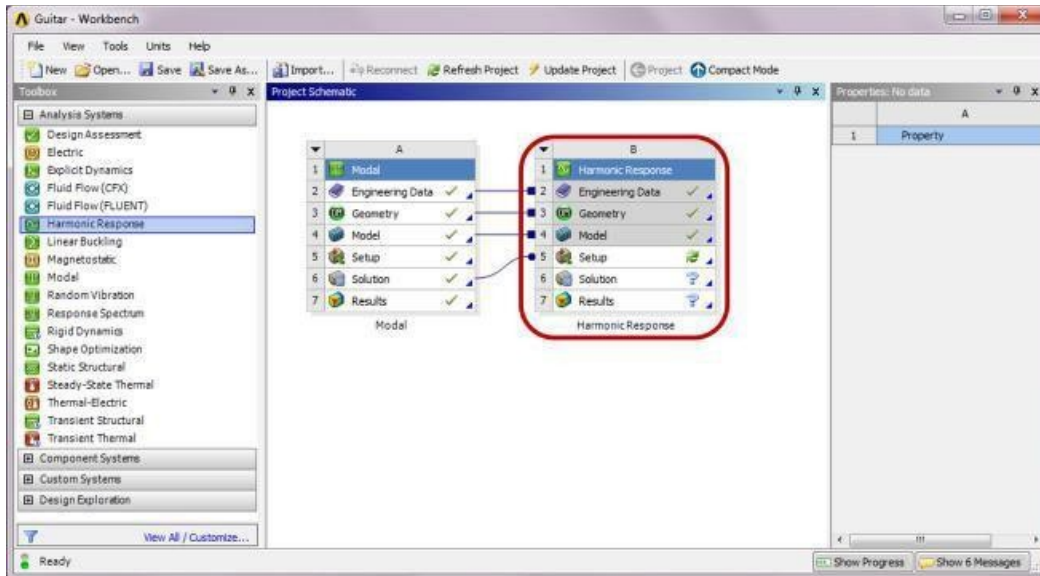 Guitar - Workbench
File View Tools Units Help
New Open... Save Save As... Import... Reconnect Refresh Project Update Project Project Compact Mode
Toolbox
Project Schematic
Properties: No data
Analysis Systems
Design Assessment
Electric
Explicit Dynamics
Fluid Flow (CFX)
Fluid Flow (FLUENT)
Harmonic Response
Linear Buckling
Magnetostatic
Modal
Random Vibration
Response Spectrum
Rigid Dynamics
Shape Optimization
Static Structural
Steady-State Thermal
Thermal-Electric
Transient Structural
Transient Thermal
Component Systems
Custom Systems
Design Exploration
View All / Customize...
A
1 Modal
2 Engineering Data
3 Geometry
4 Model
5 Setup
6 Solution
7 Results
Modal
B
1 Harmonic Response
2 Engineering Data
3 Geometry
4 Model
5 Setup
6 Solution
7 Results
Harmonic Response
A
1 Property
Ready
Show Progress Show 6 Messages